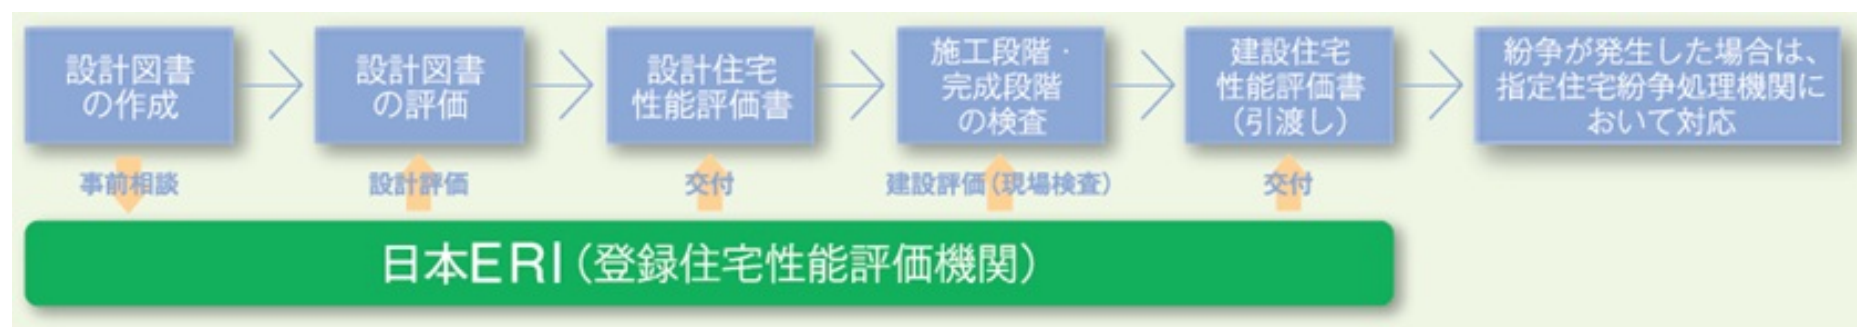 設計図書
の作成
設計図書
の評価
設計住宅
性能評価書
施工段階・
完成段階
の検査
建設住宅
性能評価書
(引渡し)
紛争が発生した場合は、
指定住宅紛争処理機関に
おいて対応
事前相談
設計評価
交付
建設評価(現場検査)
交付
日本ERI(登録住宅性能評価機関)